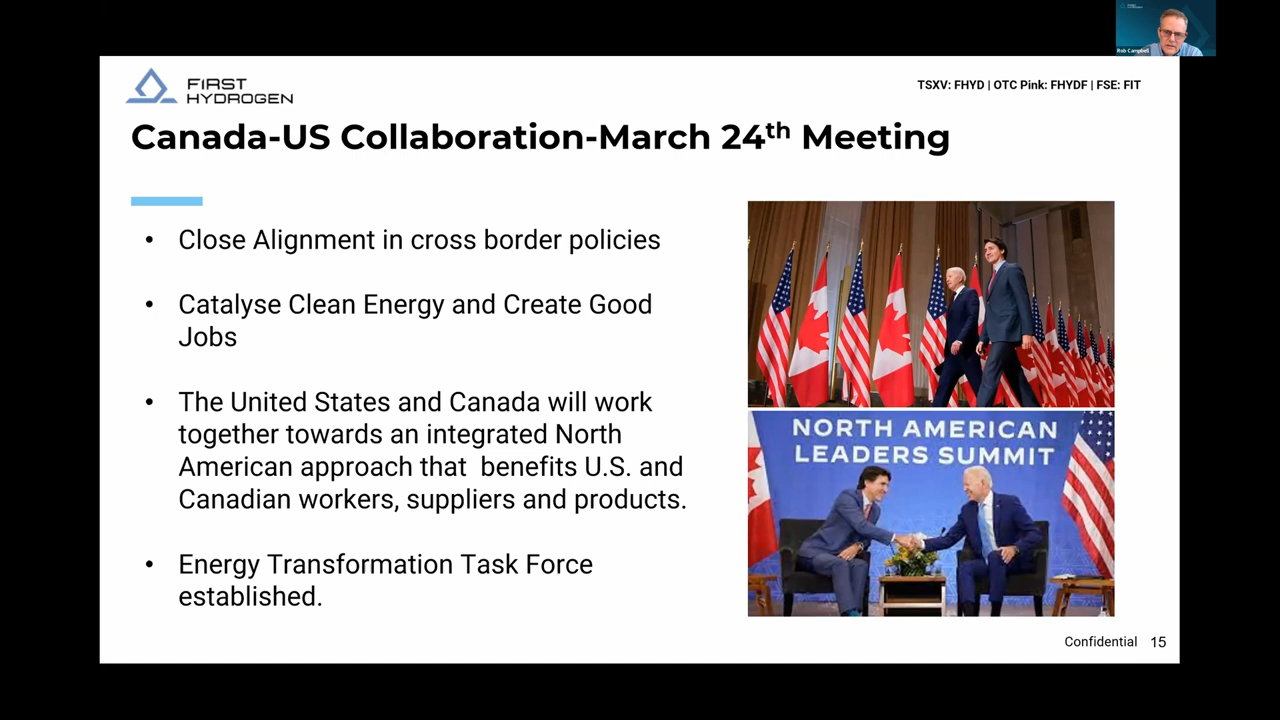 Rob Campbell
FIRST
HYDROGEN
TSXV: FHYD | OTC Pink: FHYDF | FSE: FIT
Canada-US Collaboration-March 24th Meeting
• Close Alignment in cross border policies
• Catalyse Clean Energy and Create Good
Jobs
• The United States and Canada will work
together towards an integrated North
American approach that  benefits U.S. and
Canadian workers, suppliers and products.
• Energy Transformation Task Force
established.
NORTH AMERICAN
LEADERS SUMMIT
Confidential 15